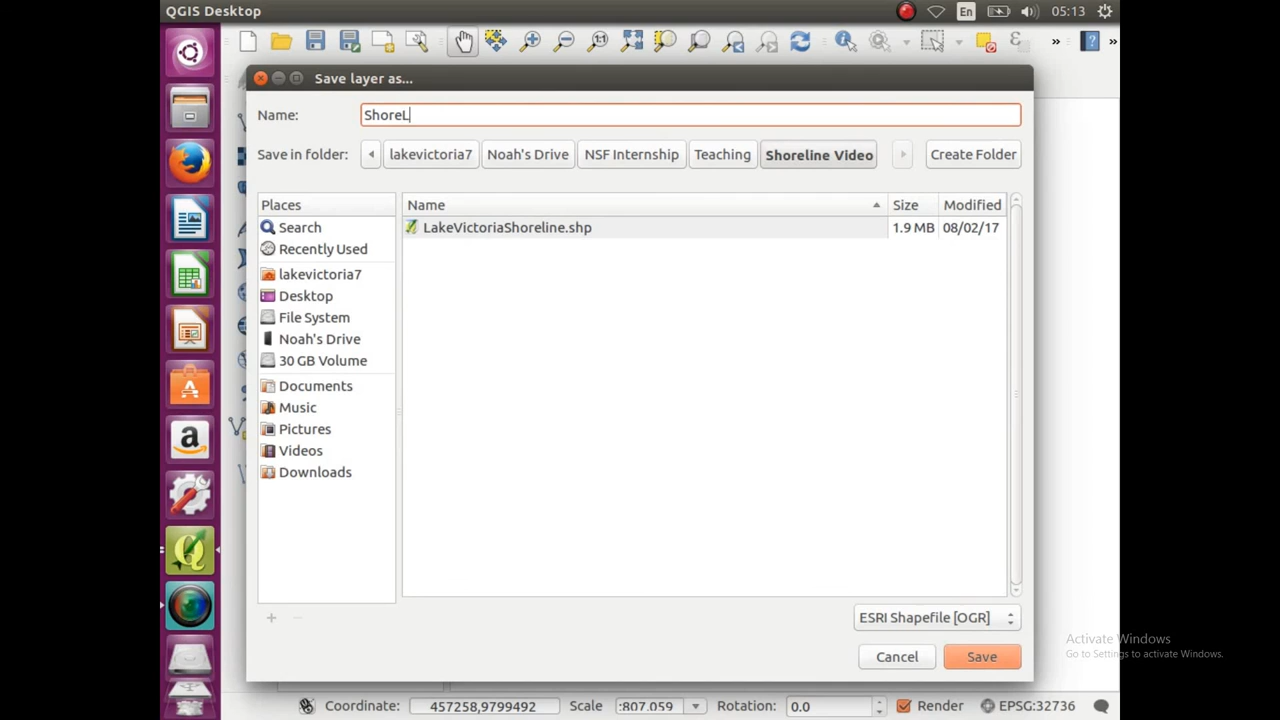 QGIS Desktop
En
05:13
Save layer as...
Name:
ShoreL
Save in folder:
lakevictoria7
Noah's Drive
NSF Internship
Teaching
Shoreline Video
Create Folder
Places
Name
Size
Modified
Search
LakeVictoriaShoreline.shp
1.9 MB
08/02/17
Recently Used
lakevictoria7
Desktop
File System
Noah's Drive
30 GB Volume
Documents
Music
Pictures
Videos
Downloads
ESRI Shapefile [OGR]
Cancel
Save
Activate Windows
Go to Settings to activate Windows.
Coordinate:
457258,9799492
Scale
:807.059
Rotation:
0.0
Render
EPSG:32736